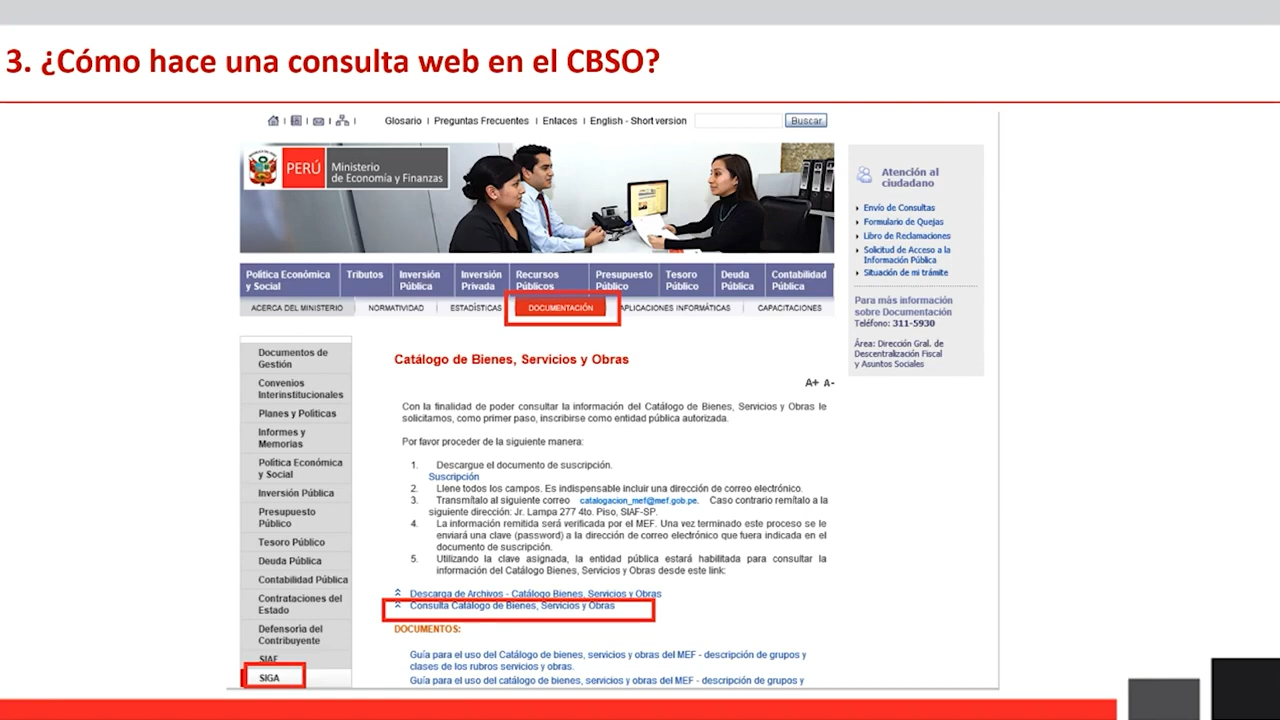 3. ¿Cómo hace una consulta web en el CBSO?
Glosario | Preguntas Frecuentes | Enlaces | English - Short version
Buscar
PERÚ
Ministerio
de Economía y Finanzas
Política Económica
y Social
Tributos
Inversión
Pública
Inversión
Privada
Recursos
Públicos
Presupuesto
Público
Tesoro
Público
Deuda
Pública
Contabilidad
Pública
ACERCA DEL MINISTERIO
NORMATIVIDAD
ESTADÍSTICAS
DOCUMENTACIÓN
APLICACIONES INFORMÁTICAS
CAPACITACIONES
Documentos de
Gestión
Convenios
Interinstitucionales
Planes y Políticas
Informes y
Memorias
Política Económica
y Social
Inversión Pública
Presupuesto
Público
Tesoro Público
Deuda Pública
Contabilidad Pública
Contrataciones del
Estado
Defensoría del
Contribuyente
SIAF
SIGA
Catálogo de Bienes, Servicios y Obras
A+ A-
Con la finalidad de poder consultar la información del Catálogo de Bienes, Servicios y Obras le
solicitamos, como primer paso, inscribirse como entidad pública autorizada.
Por favor proceder de la siguiente manera:
1. Descargue el documento de suscripción.
Suscripción
2. Llene todos los campos. Es indispensable incluir una dirección de correo electrónico.
3. Transmítalo al siguiente correo catalogacion_mef@mef.gob.pe. Caso contrario remítalo a la
siguiente dirección: Jr. Lampa 277 4to. Piso, SIAF-SP.
4. La información remitida será verificada por el MEF. Una vez terminado este proceso se le
enviará una clave (password) a la dirección de correo electrónico que fuera indicada en el
documento de suscripción.
5. Utilizando la clave asignada, la entidad pública estará habilitada para consultar la
información del Catálogo Bienes, Servicios y Obras desde este link:
Descarga de Archivos - Catálogo Bienes, Servicios y Obras
Consulta Catálogo de Bienes, Servicios y Obras
DOCUMENTOS:
Guía para el uso del Catálogo de bienes, servicios y obras del MEF - descripción de grupos y
clases de los rubros servicios y obras.
Guía para el uso del catálogo de bienes, servicios y obras del MEF - descripción de grupos y
Atención al
ciudadano
Envío de Consultas
Formulario de Quejas
Libro de Reclamaciones
Solicitud de Acceso a la
Información Pública
Situación de mi trámite
Para más información
sobre Documentación
Teléfono: 311-5930
Área: Dirección Gral. de
Descentralización Fiscal
y Asuntos Sociales